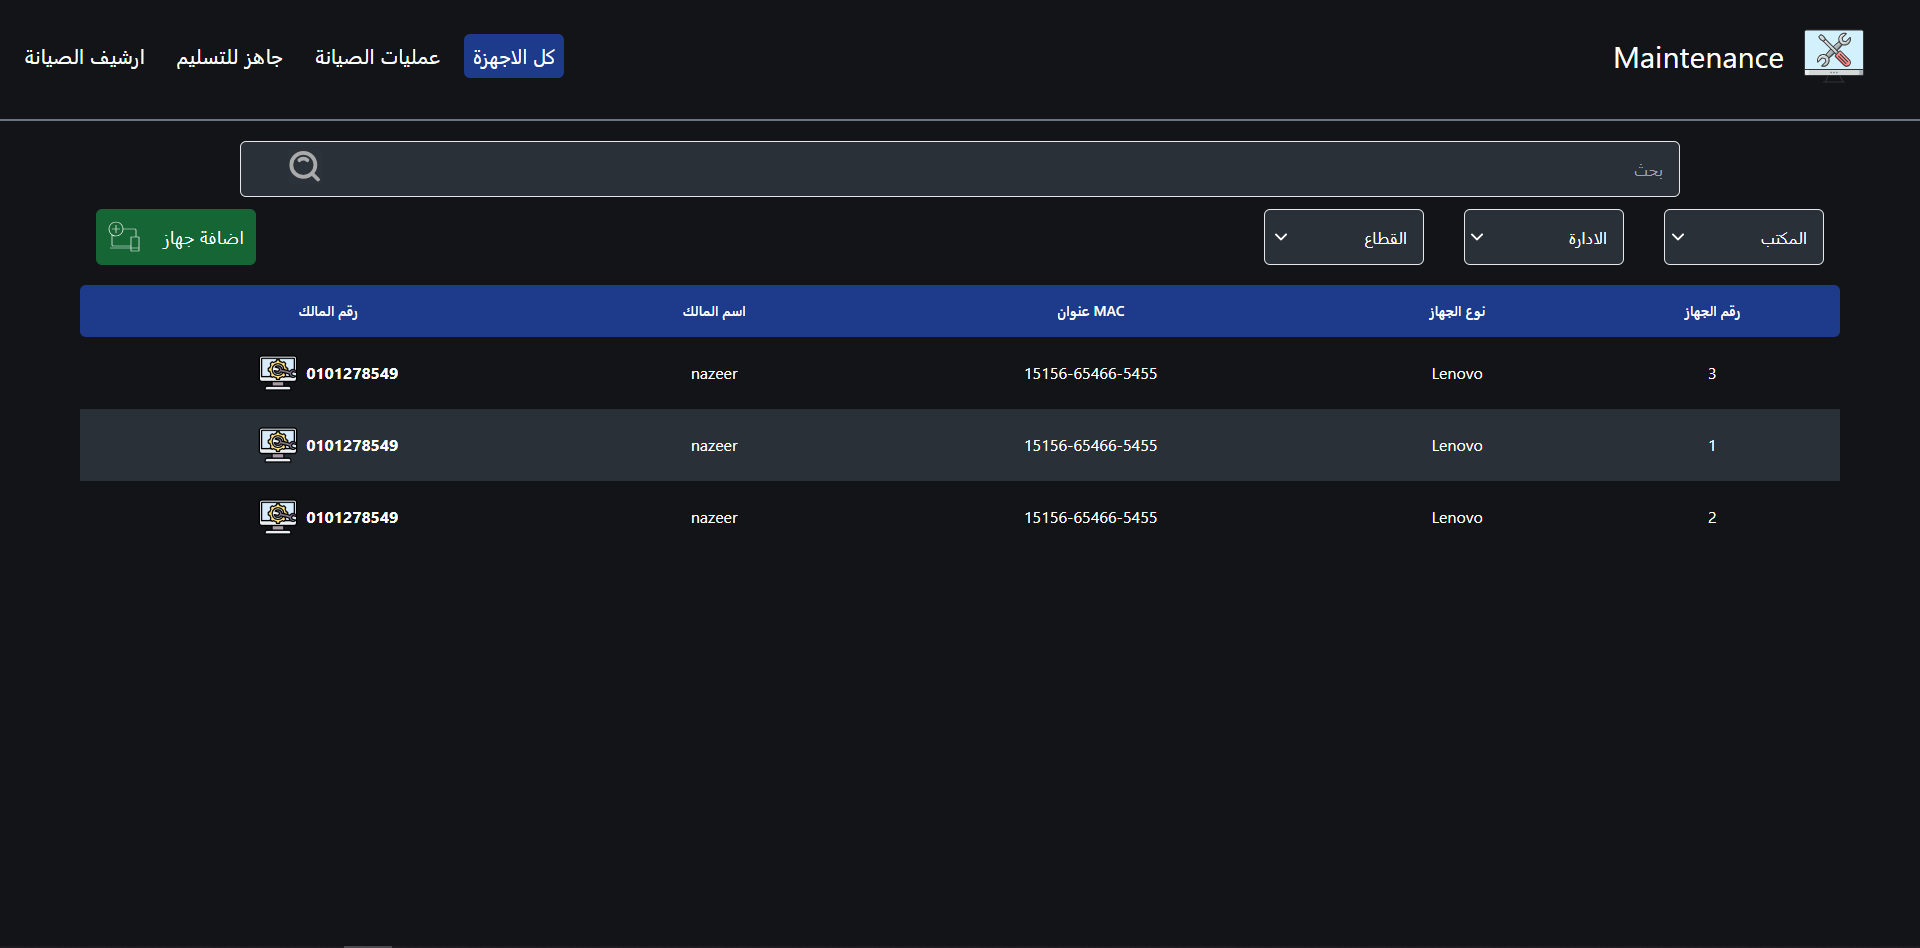 Maintenance
كل الاجهزة
عمليات الصيانة
جاهز للتسليم
ارشيف الصيانة
بحث
المكتب
الادارة
القطاع
اضافة جهاز
رقم الجهاز
نوع الجهاز
عنوان MAC
اسم المالك
رقم المالك
3 Lenovo 15156-65466-5455 nazeer 0101278549
1 Lenovo 15156-65466-5455 nazeer 0101278549
2 Lenovo 15156-65466-5455 nazeer 0101278549